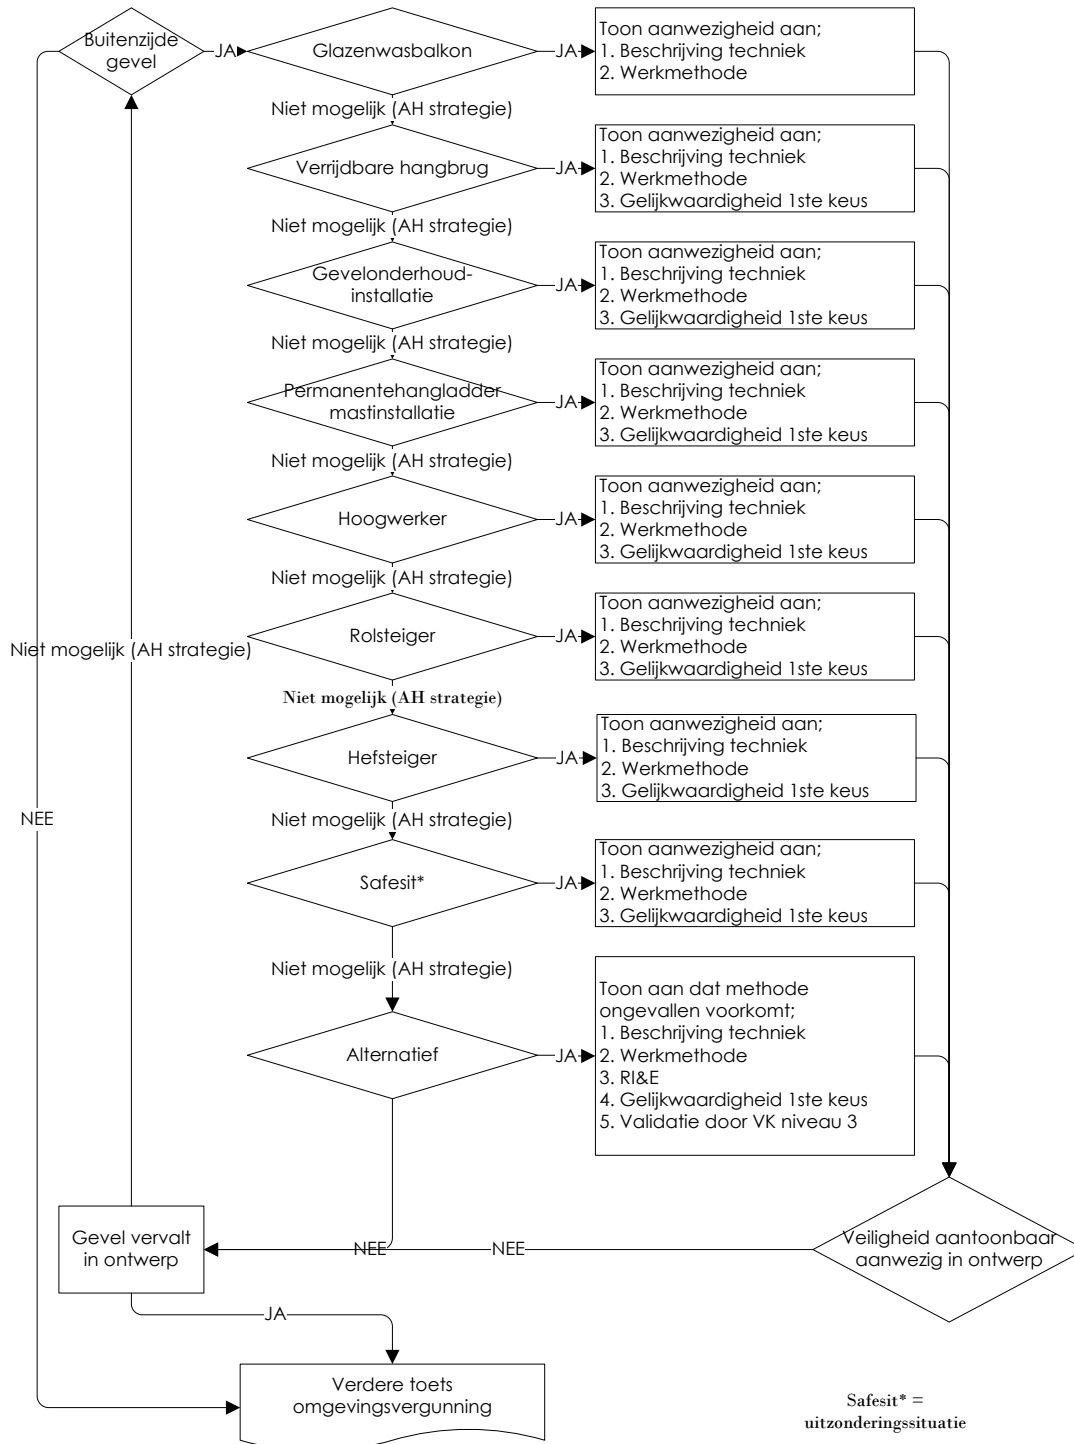 Buitenzijde
gevel
JA
Glazenwasbalkon
JA
Toon aanwezigheid aan;
1. Beschrijving techniek
2. Werkmethode
Niet mogelijk (AH strategie)
Verrijdbare hangbrug
JA
Toon aanwezigheid aan;
1. Beschrijving techniek
2. Werkmethode
3. Gelijkwaardigheid 1ste keus
Niet mogelijk (AH strategie)
Gevelonderhoud-
installatie
JA
Toon aanwezigheid aan;
1. Beschrijving techniek
2. Werkmethode
3. Gelijkwaardigheid 1ste keus
Niet mogelijk (AH strategie)
Permanentehangladder
mastinstallatie
JA
Toon aanwezigheid aan;
1. Beschrijving techniek
2. Werkmethode
3. Gelijkwaardigheid 1ste keus
Niet mogelijk (AH strategie)
Hoogwerker
JA
Toon aanwezigheid aan;
1. Beschrijving techniek
2. Werkmethode
3. Gelijkwaardigheid 1ste keus
Niet mogelijk (AH strategie)
Rolsteiger
JA
Toon aanwezigheid aan;
1. Beschrijving techniek
2. Werkmethode
3. Gelijkwaardigheid 1ste keus
Niet mogelijk (AH strategie)
Niet mogelijk (AH strategie)
Hefsteiger
JA
Toon aanwezigheid aan;
1. Beschrijving techniek
2. Werkmethode
3. Gelijkwaardigheid 1ste keus
NEE
Niet mogelijk (AH strategie)
Safesit*
JA
Toon aanwezigheid aan;
1. Beschrijving techniek
2. Werkmethode
3. Gelijkwaardigheid 1ste keus
Niet mogelijk (AH strategie)
Alternatief
JA
Toon aan dat methode
ongevallen voorkomt;
1. Beschrijving techniek
2. Werkmethode
3. RI&E
4. Gelijkwaardigheid 1ste keus
5. Validatie door VK niveau 3
Gevel vervalt
in ontwerp
NEE
NEE
Veiligheid aantoonbaar
aanwezig in ontwerp
JA
Verdere toets
omgevingsvergunning
Safesit* =
uitzonderingssituatie